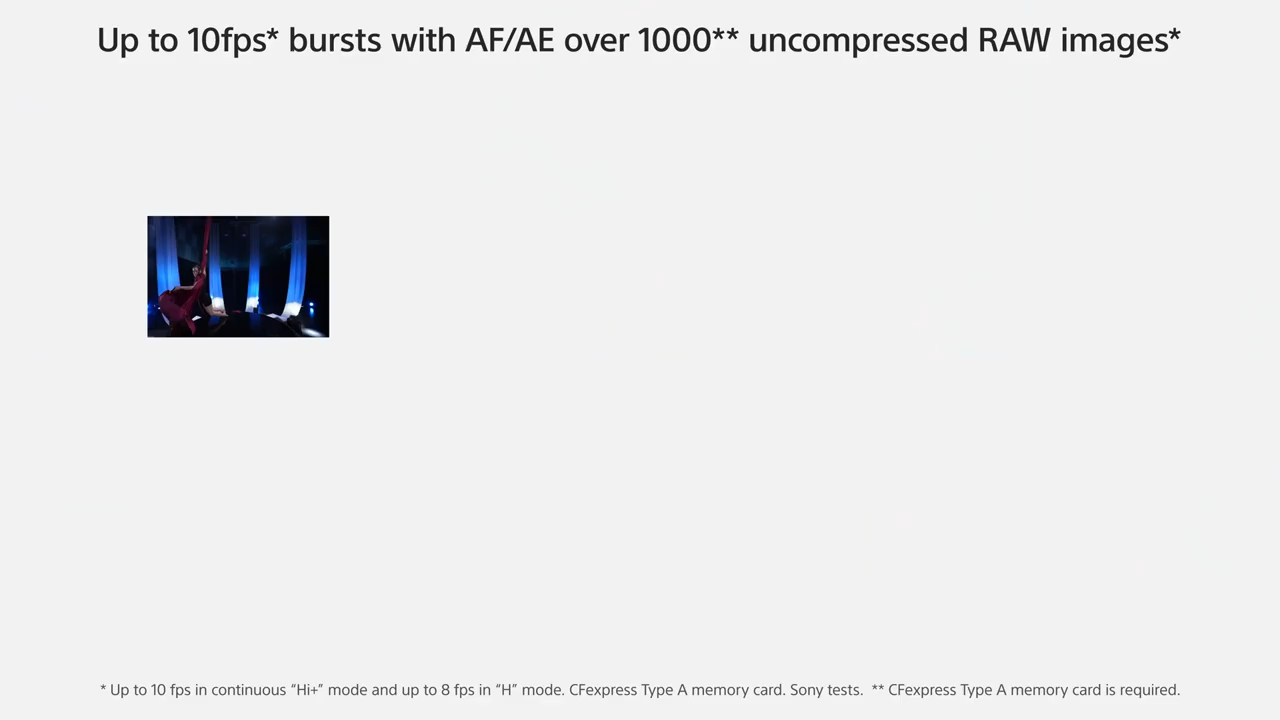 Up to 10fps* bursts with AF/AE over 1000** uncompressed RAW images*
* Up to 10 fps in continuous “Hi+” mode and up to 8 fps in “H” mode. CFexpress Type A memory card. Sony tests.  ** CFexpress Type A memory card is required.